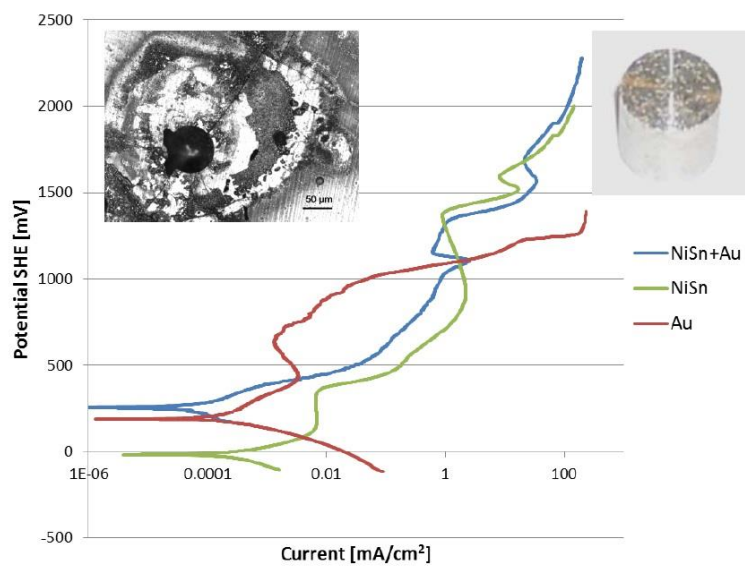 2500
2000
1500
1000
500
0
-500
Potential SHE [mV]
1E-06
0.0001
0.01
1
100
Current [mA/cm²]
50 µm
NiSn+Au
NiSn
Au